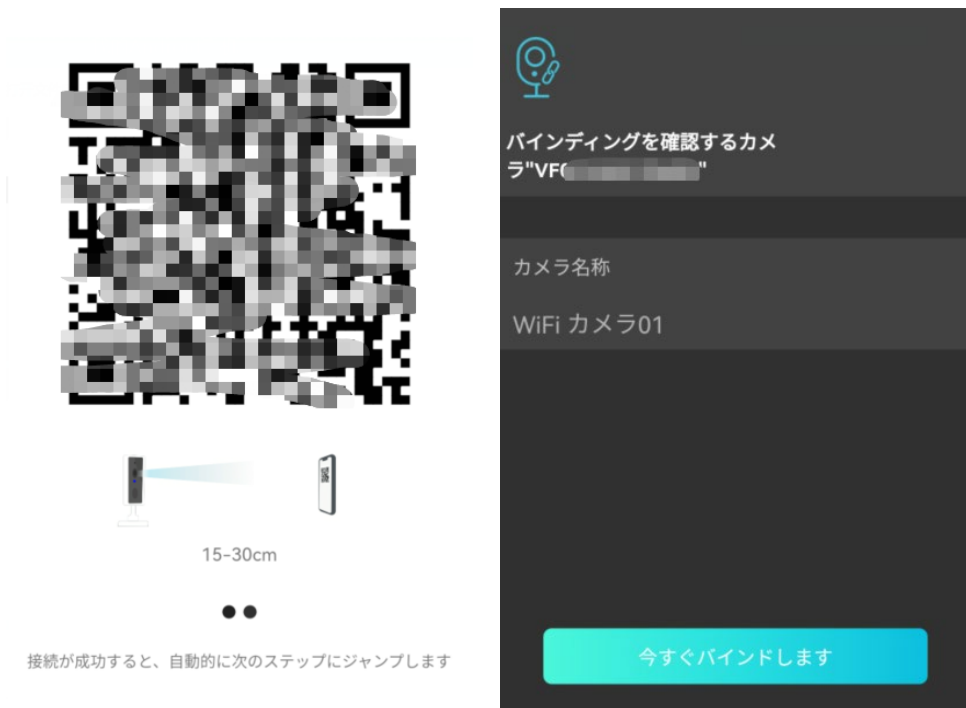 15-30cm
接続が成功すると、自動的に次のステップにジャンプします
バインディングを確認するカメ
ラ"VF
"
カメラ名称
WiFi カメラ01
今すぐバインドします